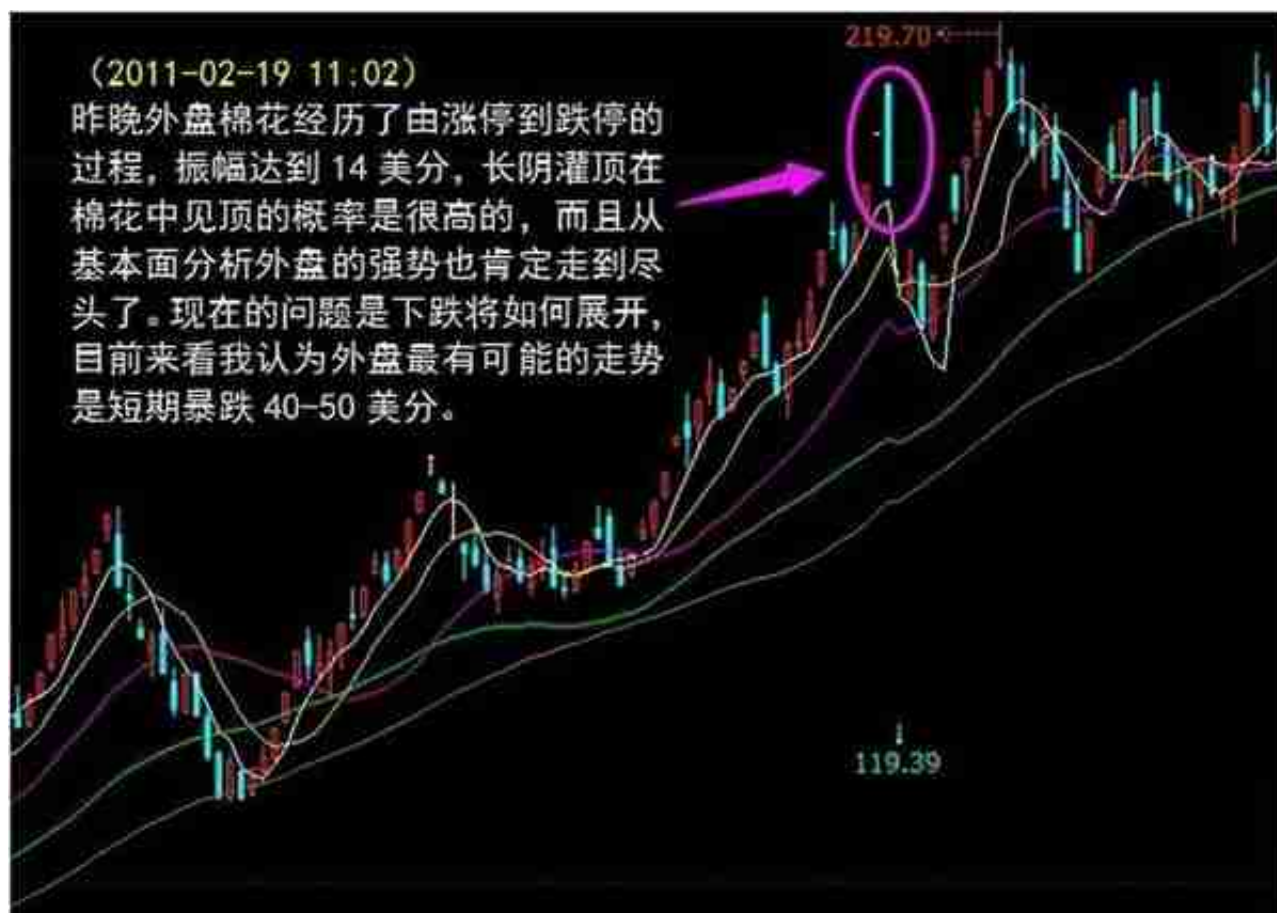 （2011-02-19 11:02）
昨晚外盘棉花经历了由涨停到跌停的
过程，振幅达到 14 美分，长阴灌顶在
棉花中见顶的概率是很高的，而且从
基本面分析外盘的强势也肯定走到尽
头了。现在的问题是下跌将如何展开，
目前来看我认为外盘最有可能的走势
是短期暴跌 40-50 美分。
219.70
119.39